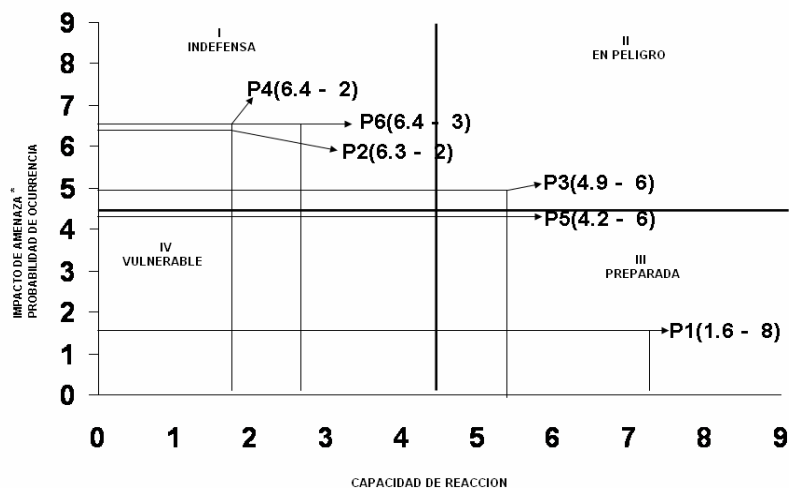 9
I
INDEFENSA
II
EN PELIGRO
8
7
P4(6.4 - 2)
P6(6.4 - 3)
6
P2(6.3 - 2)
5
P3(4.9 - 6)
4
P5(4.2 - 6)
IV
VULNERABLE
III
PREPARADA
3
2
P1(1.6 - 8)
1
0
IMPACTO DE AMENAZA *
PROBABILIDAD DE OCURRENCIA
0 1 2 3 4 5 6 7 8 9
CAPACIDAD DE REACCION